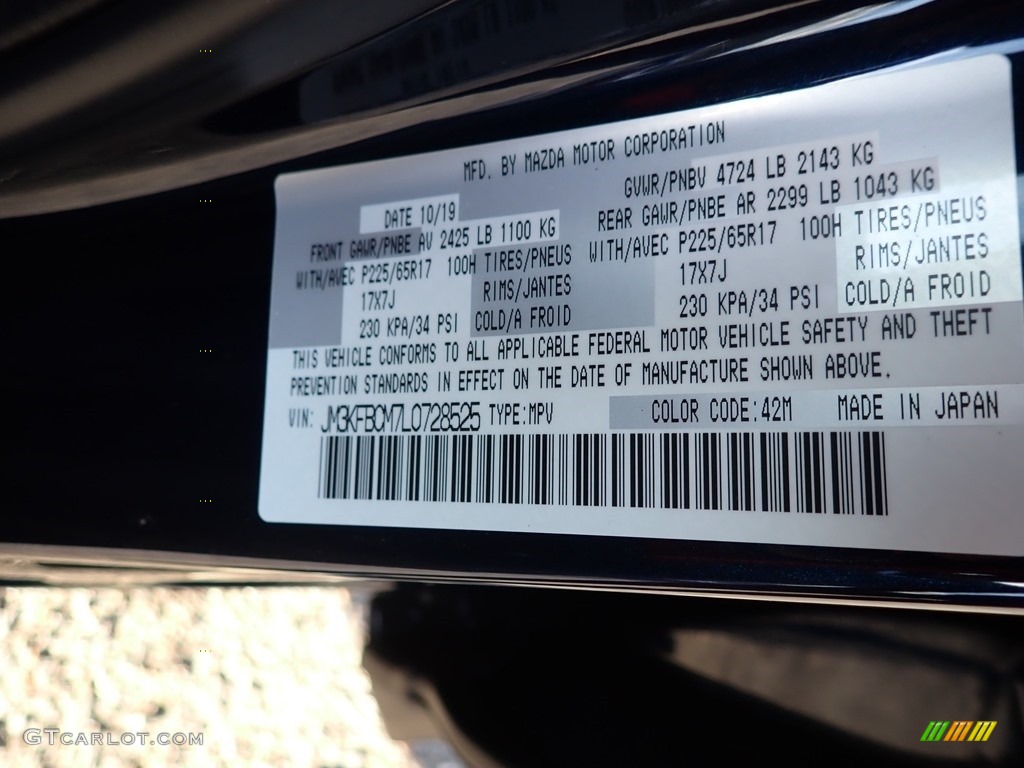 MFD. BY MAZDA MOTOR CORPORATION
DATE 10/19 GVWR/PNBV 4724 LB 2143 KG
FRONT GAWR/PNBE AV 2425 LB 1100 KG REAR GAWR/PNBE AR 2299 LB 1043 KG
WITH/AVEC P225/65R17 100H TIRES/PNEUS WITH/AVEC P225/65R17 100H TIRES/PNEUS
17X7J RIMS/JANTES 17X7J RIMS/JANTES
230 KPA/34 PSI COLD/A FROID 230 KPA/34 PSI COLD/A FROID
THIS VEHICLE CONFORMS TO ALL APPLICABLE FEDERAL MOTOR VEHICLE SAFETY AND THEFT
PREVENTION STANDARDS IN EFFECT ON THE DATE OF MANUFACTURE SHOWN ABOVE.
VIN: JM3KFBCM7L0728525 TYPE:MPV COLOR CODE:42M MADE IN JAPAN
GTcarlot.com